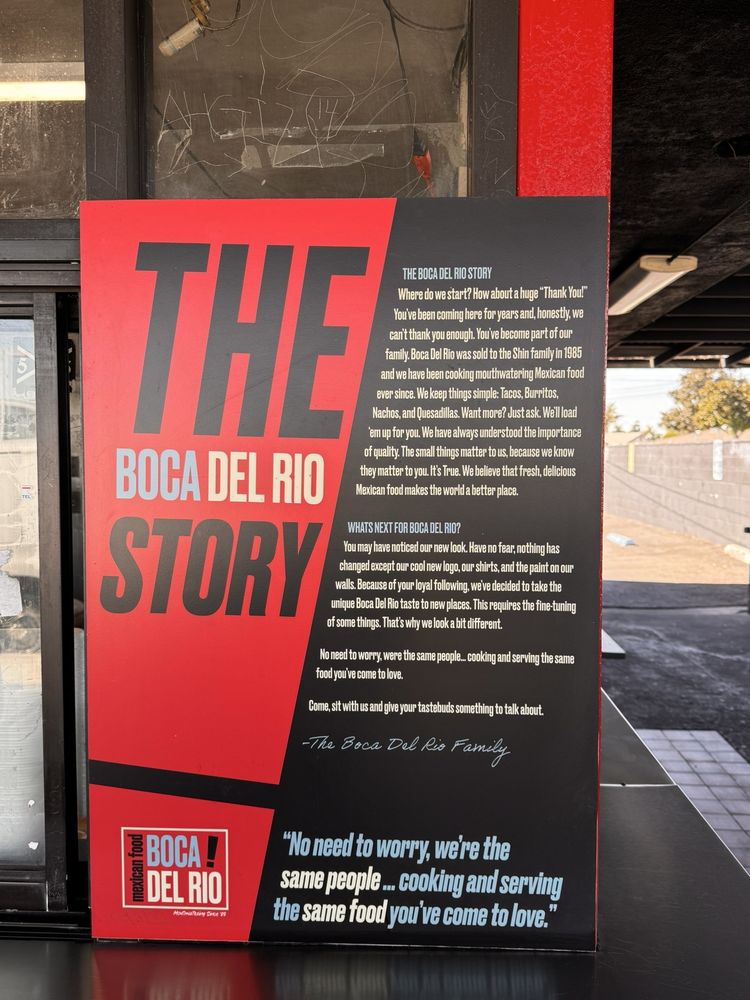 THE
BOCA DEL RIO
STORY
THE BOCA DEL RIO STORY
Where do we start? How about a huge “Thank You!”
You’ve been coming here for years and, honestly, we
can’t thank you enough. You’ve become part of our
family. Boca Del Rio was sold to the Shin family in 1985
and we have been cooking mouthwatering Mexican food
ever since. We keep things simple: Tacos, Burritos,
Nachos, and Quesadillas. Want more? Just ask. We’ll load
’em up for you. We have always understood the importance
of quality. The small things matter to us, because we know
they matter to you. It’s True. We believe that fresh, delicious
Mexican food makes the world a better place.
WHATS NEXT FOR BOCA DEL RIO?
You may have noticed our new look. Have no fear, nothing has
changed except our cool new logo, our shirts, and the paint on our
walls. Because of your loyal following, we’ve decided to take the
unique Boca Del Rio taste to new places. This requires the fine-tuning
of some things. That’s why we look a bit different.
No need to worry, were the same people... cooking and serving the same
food you’ve come to love.
Come, sit with us and give your tastebuds something to talk about.
-The Boca Del Rio Family
mexican food
BOCA!
DEL RIO
Mouthwatering Since '85
“No need to worry, we’re the
same people ... cooking and serving
the same food you’ve come to love.”